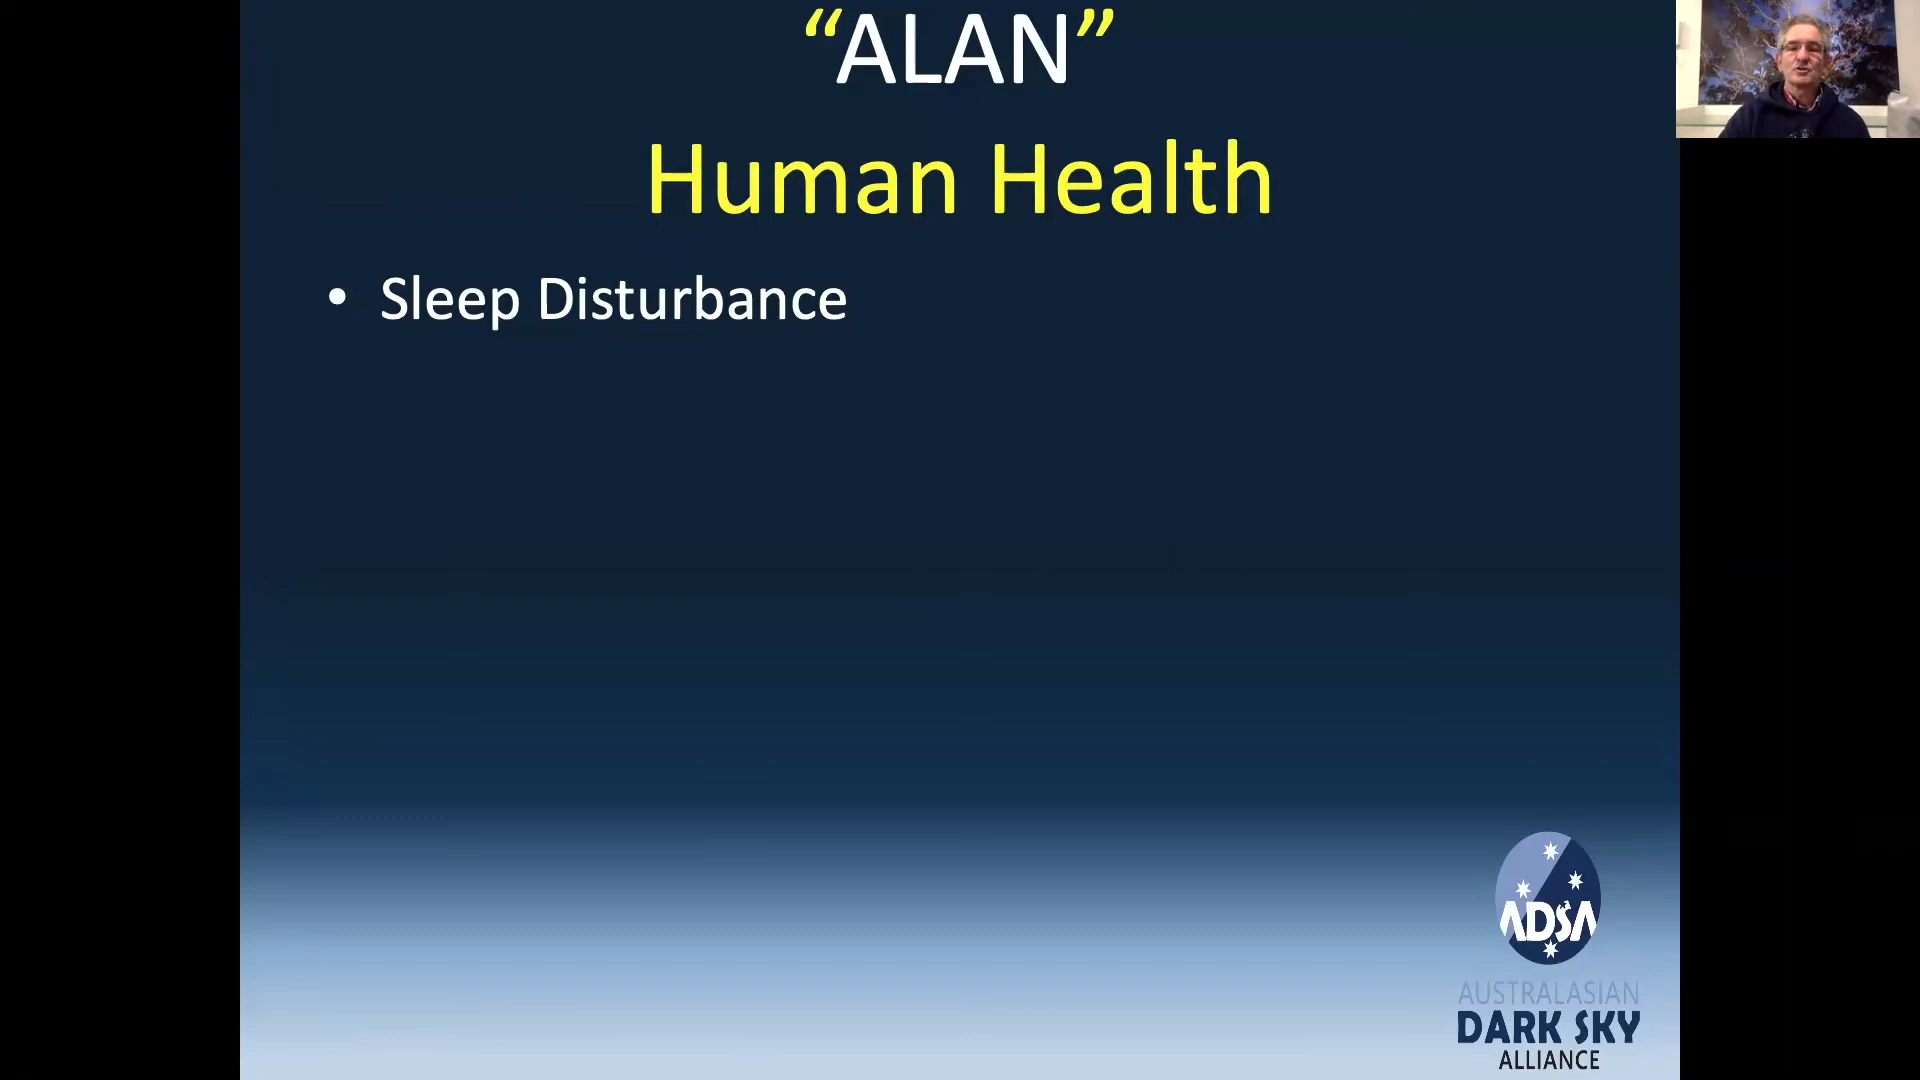 “ALAN”
Human Health
• Sleep Disturbance
ADSA
AUSTRALASIAN
DARK SKY
ALLIANCE